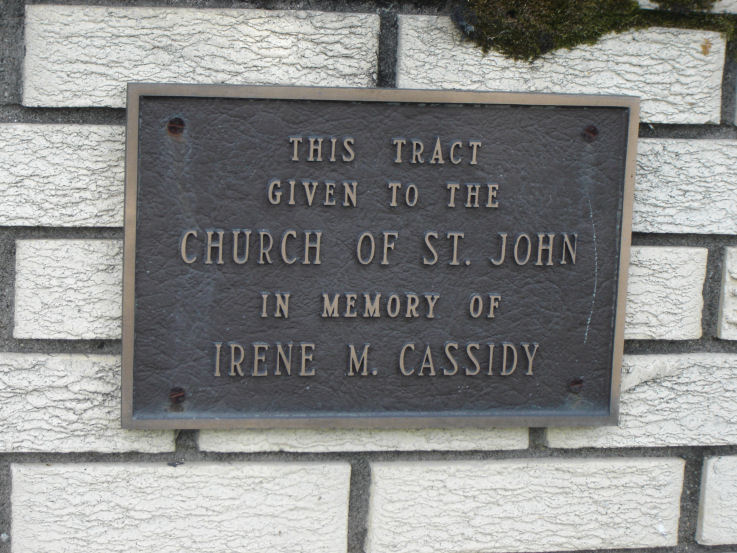 THIS TRACT
GIVEN TO THE
CHURCH OF ST. JOHN
IN MEMORY OF
IRENE M. CASSIDY